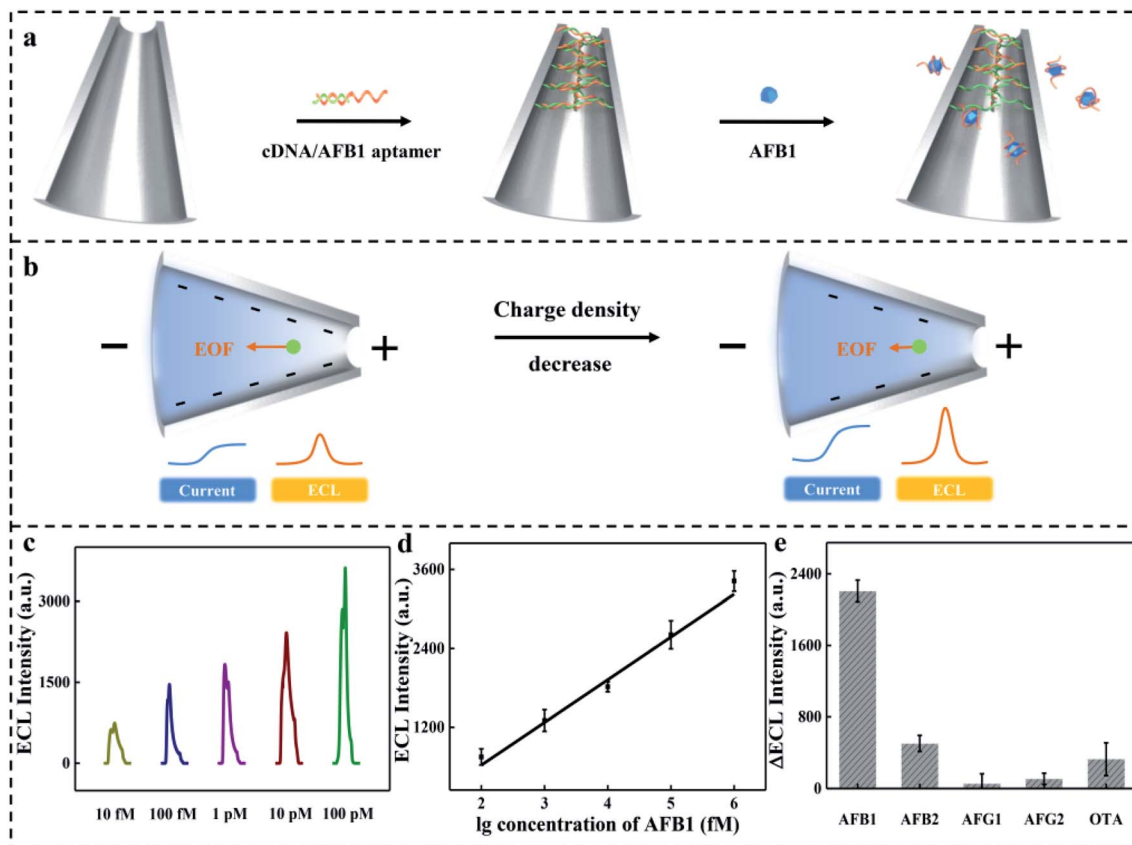 a
cDNA/AFB1 aptamer
AFB1
b
− EOF +
Charge density
decrease
− EOF +
Current ECL
Current ECL
c
ECL Intensity (a.u.)
3000
1500
0
10 fM 100 fM 1 pM 10 pM 100 pM
d
ECL Intensity (a.u.)
3600
2400
1200
2 3 4 5 6
lg concentration of AFB1 (fM)
e
ΔECL Intensity (a.u.)
2400
1600
800
0
AFB1 AFB2 AFG1 AFG2 OTA